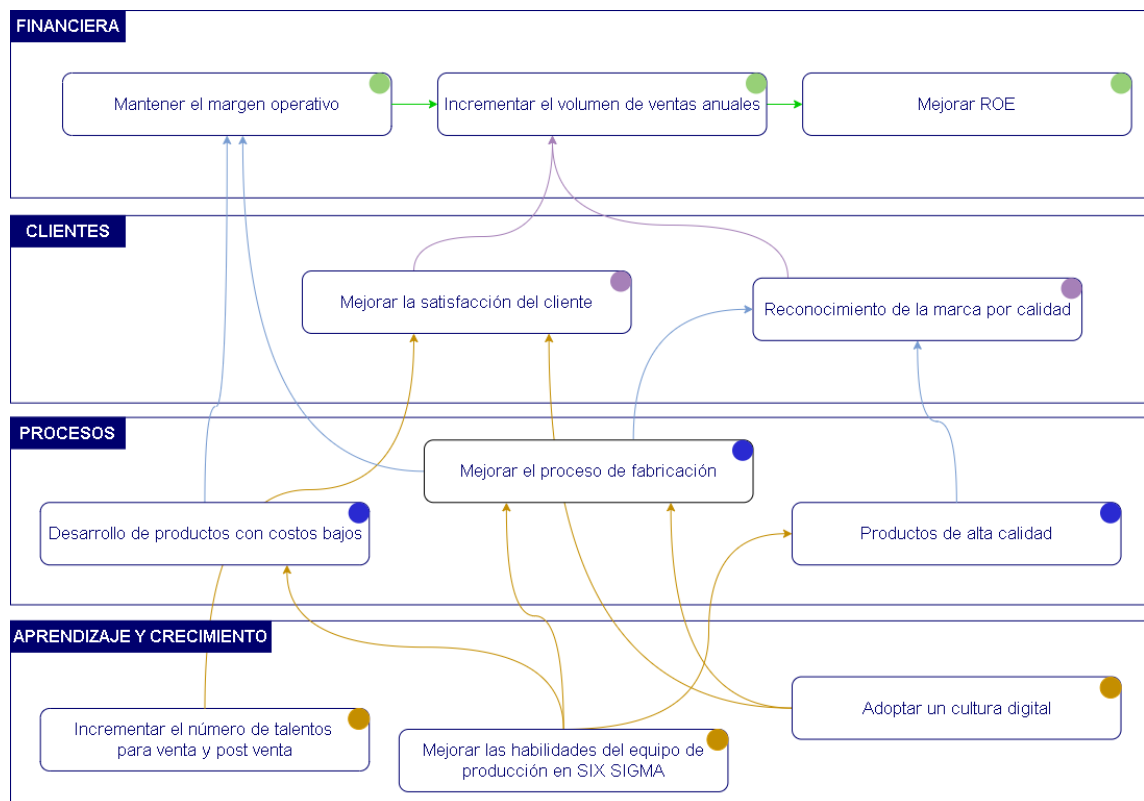 FINANCIERA
Mantener el margen operativo
Incrementar el volumen de ventas anuales
Mejorar ROE
CLIENTES
Mejorar la satisfacción del cliente
Reconocimiento de la marca por calidad
PROCESOS
Mejorar el proceso de fabricación
Desarrollo de productos con costos bajos
Productos de alta calidad
APRENDIZAJE Y CRECIMIENTO
Incrementar el número de talentos
para venta y post venta
Mejorar las habilidades del equipo de
producción en SIX SIGMA
Adoptar un cultura digital